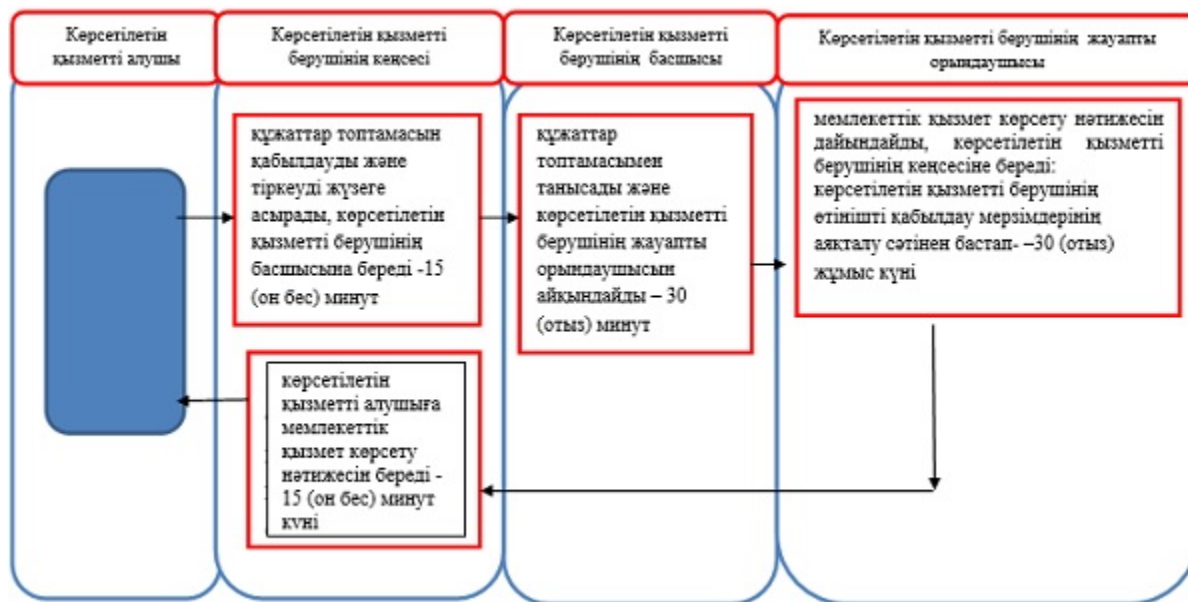 Көрсетілетін
қызметті алушы
Көрсетілетін қызметті
берушінің кеңсесі
Көрсетілетін қызметті
берушінің басшысы
Көрсетілетін қызметті берушінің жауапты
орындаушысы
құжаттар топтамасын
қабылдауды және
тіркеуді жүзеге
асырады, көрсетілетін
қызметті берушінің
басшысына береді -15
(он бес) минут
құжаттар
топтамасымен
танысады және
көрсетілетін қызметті
берушінің жауапты
орындаушысын
айқындайды – 30
(отыз) минут
мемлекеттік қызмет көрсету нәтижесін
дайындайды, көрсетілетін қызметті
берушінің кеңсесіне береді:
көрсетілетін қызметті берушінің
өтінішті қабылдау мерзімдерінің
аяқталу сәтінен бастап- –30 (отыз)
жұмыс күні
көрсетілетін
қызметті алушыға
мемлекеттік
қызмет көрсету
нәтижесін береді -
15 (он бес) минут
күні